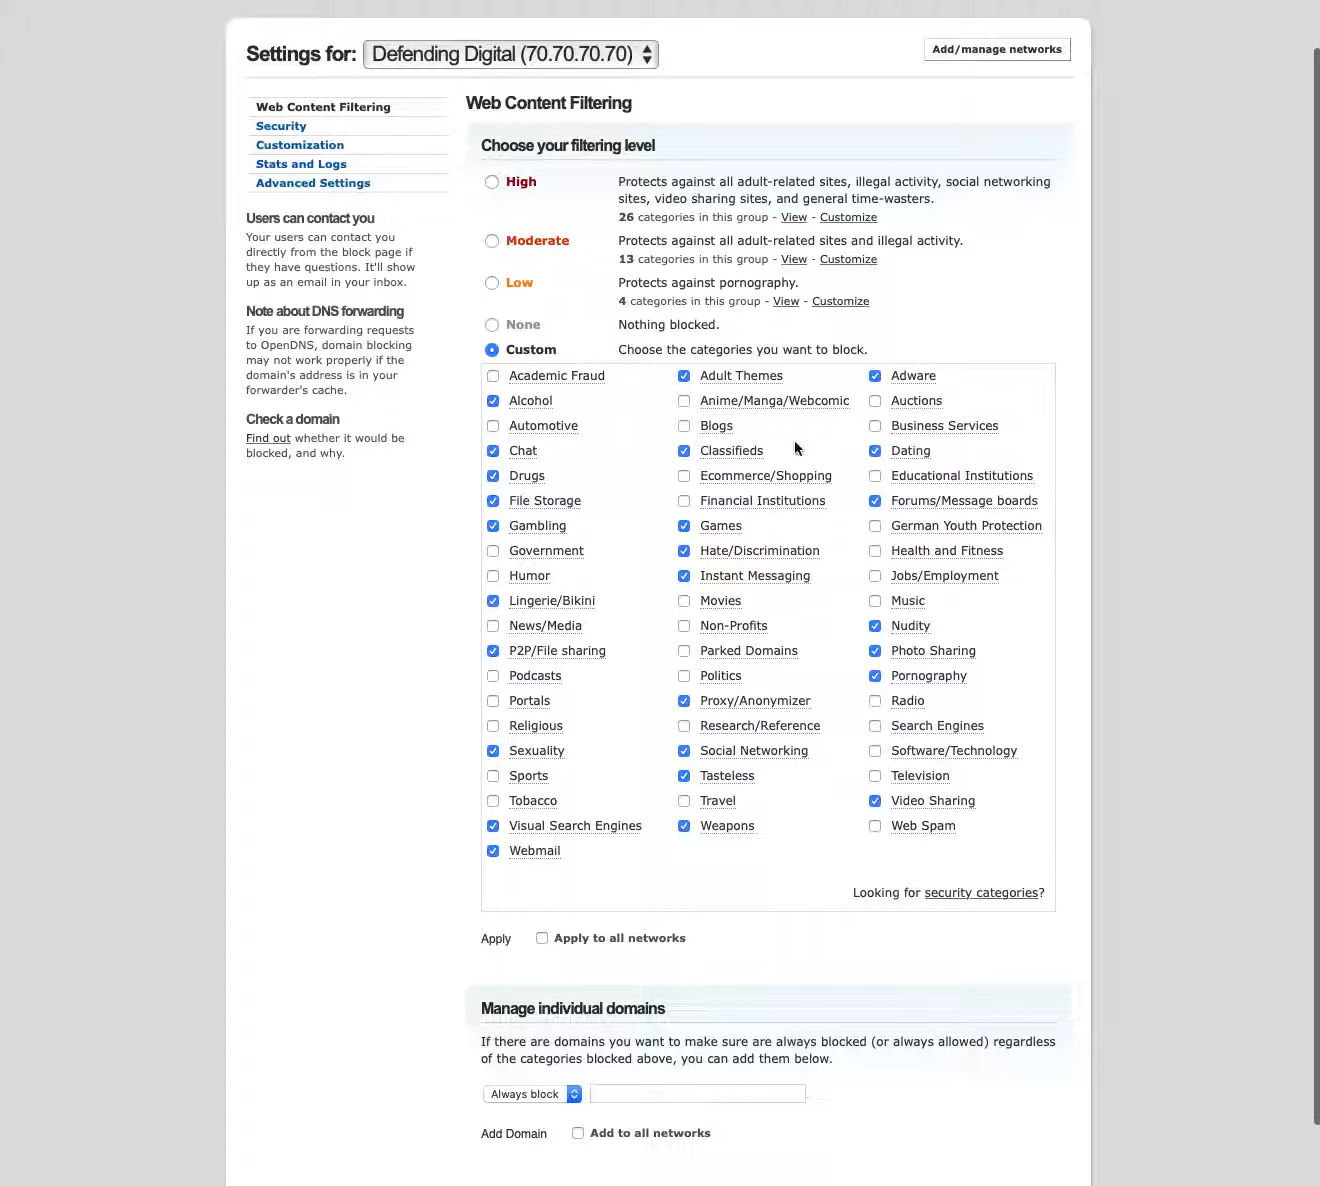 Settings for: Defending Digital (70.70.70.70)
Add/manage networks
Web Content Filtering
Security
Customization
Stats and Logs
Advanced Settings
Users can contact you
Your users can contact you
directly from the block page if
they have questions. It'll show
up as an email in your inbox.
Note about DNS forwarding
If you are forwarding requests
to OpenDNS, domain blocking
may not work properly if the
domain's address is in your
forwarder's cache.
Check a domain
Find out whether it would be
blocked, and why.
Web Content Filtering
Choose your filtering level
High Protects against all adult-related sites, illegal activity, social networking
sites, video sharing sites, and general time-wasters.
26 categories in this group - View - Customize
Moderate Protects against all adult-related sites and illegal activity.
13 categories in this group - View - Customize
Low Protects against pornography.
4 categories in this group - View - Customize
None Nothing blocked.
Custom Choose the categories you want to block.
Academic Fraud Adult Themes Adware
Alcohol Anime/Manga/Webcomic Auctions
Automotive Blogs Business Services
Chat Classifieds Dating
Drugs Ecommerce/Shopping Educational Institutions
File Storage Financial Institutions Forums/Message boards
Gambling Games German Youth Protection
Government Hate/Discrimination Health and Fitness
Humor Instant Messaging Jobs/Employment
Lingerie/Bikini Movies Music
News/Media Non-Profits Nudity
P2P/File sharing Parked Domains Photo Sharing
Podcasts Politics Pornography
Portals Proxy/Anonymizer Radio
Religious Research/Reference Search Engines
Sexuality Social Networking Software/Technology
Sports Tasteless Television
Tobacco Travel Video Sharing
Visual Search Engines Weapons Web Spam
Webmail
Looking for security categories?
Apply Apply to all networks
Manage individual domains
If there are domains you want to make sure are always blocked (or always allowed) regardless
of the categories blocked above, you can add them below.
Always block
Add Domain Add to all networks